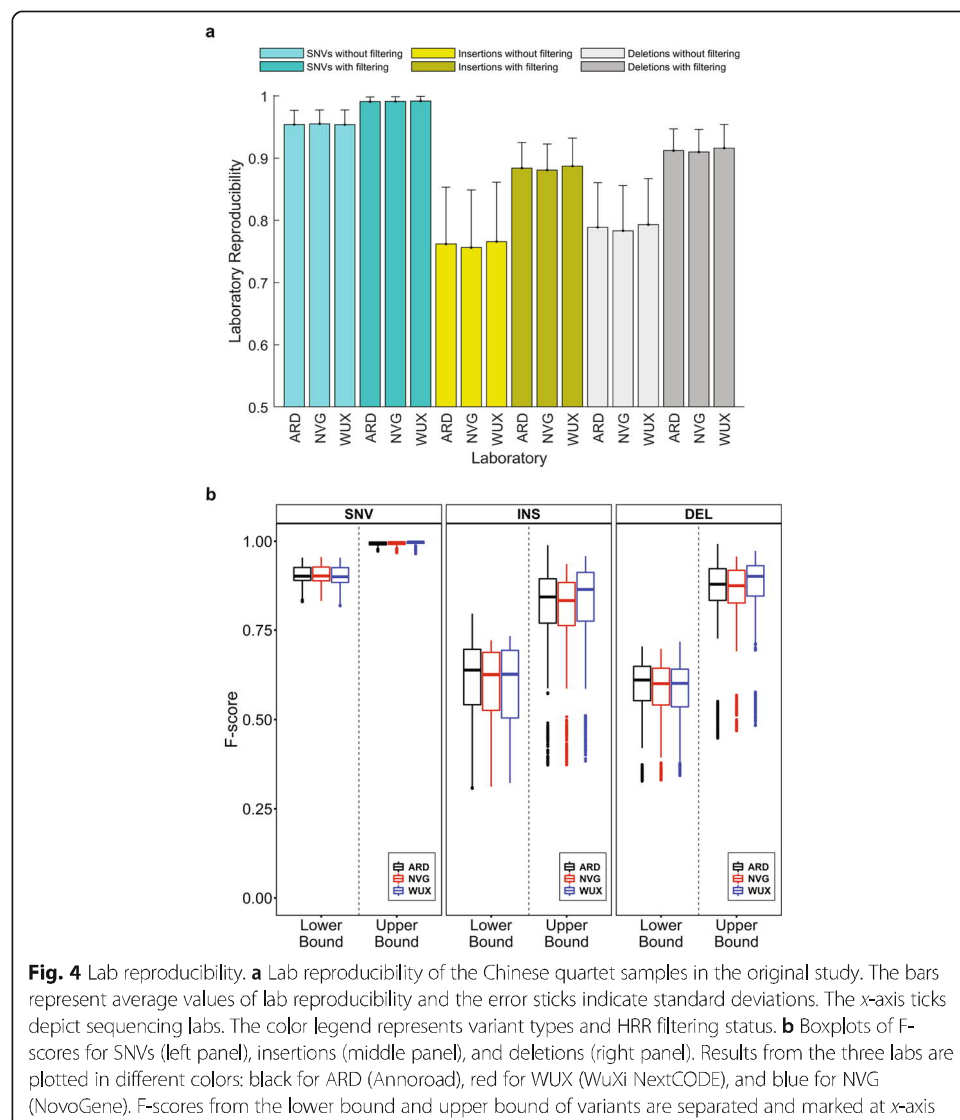 a
SNVs without filtering
Insertions without filtering
Deletions without filtering
SNVs with filtering
Insertions with filtering
Deletions with filtering
Laboratory Reproducibility
1
0.9
0.8
0.7
0.6
0.5
ARD NVG WUX ARD NVG WUX ARD NVG WUX ARD NVG WUX ARD NVG WUX ARD NVG WUX
Laboratory
b
SNV INS DEL
F-score
1.00
0.75
0.50
0.25
0.00
ARD
NVG
WUX
ARD
NVG
WUX
ARD
NVG
WUX
Lower Bound
Upper Bound
Lower Bound
Upper Bound
Lower Bound
Upper Bound
Fig. 4 Lab reproducibility. a Lab reproducibility of the Chinese quartet samples in the original study. The bars
represent average values of lab reproducibility and the error sticks indicate standard deviations. The x-axis ticks
depict sequencing labs. The color legend represents variant types and HRR filtering status. b Boxplots of F-
scores for SNVs (left panel), insertions (middle panel), and deletions (right panel). Results from the three labs are
plotted in different colors: black for ARD (Annoroad), red for WUX (WuXi NextCODE), and blue for NVG
(NovoGene). F-scores from the lower bound and upper bound of variants are separated and marked at x-axis